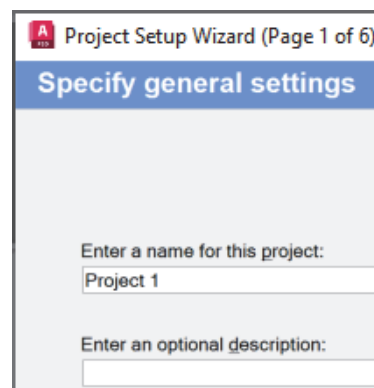 Project Setup Wizard (Page 1 of 6)
Specify general settings
Enter a name for this project:
Project 1
Enter an optional description: